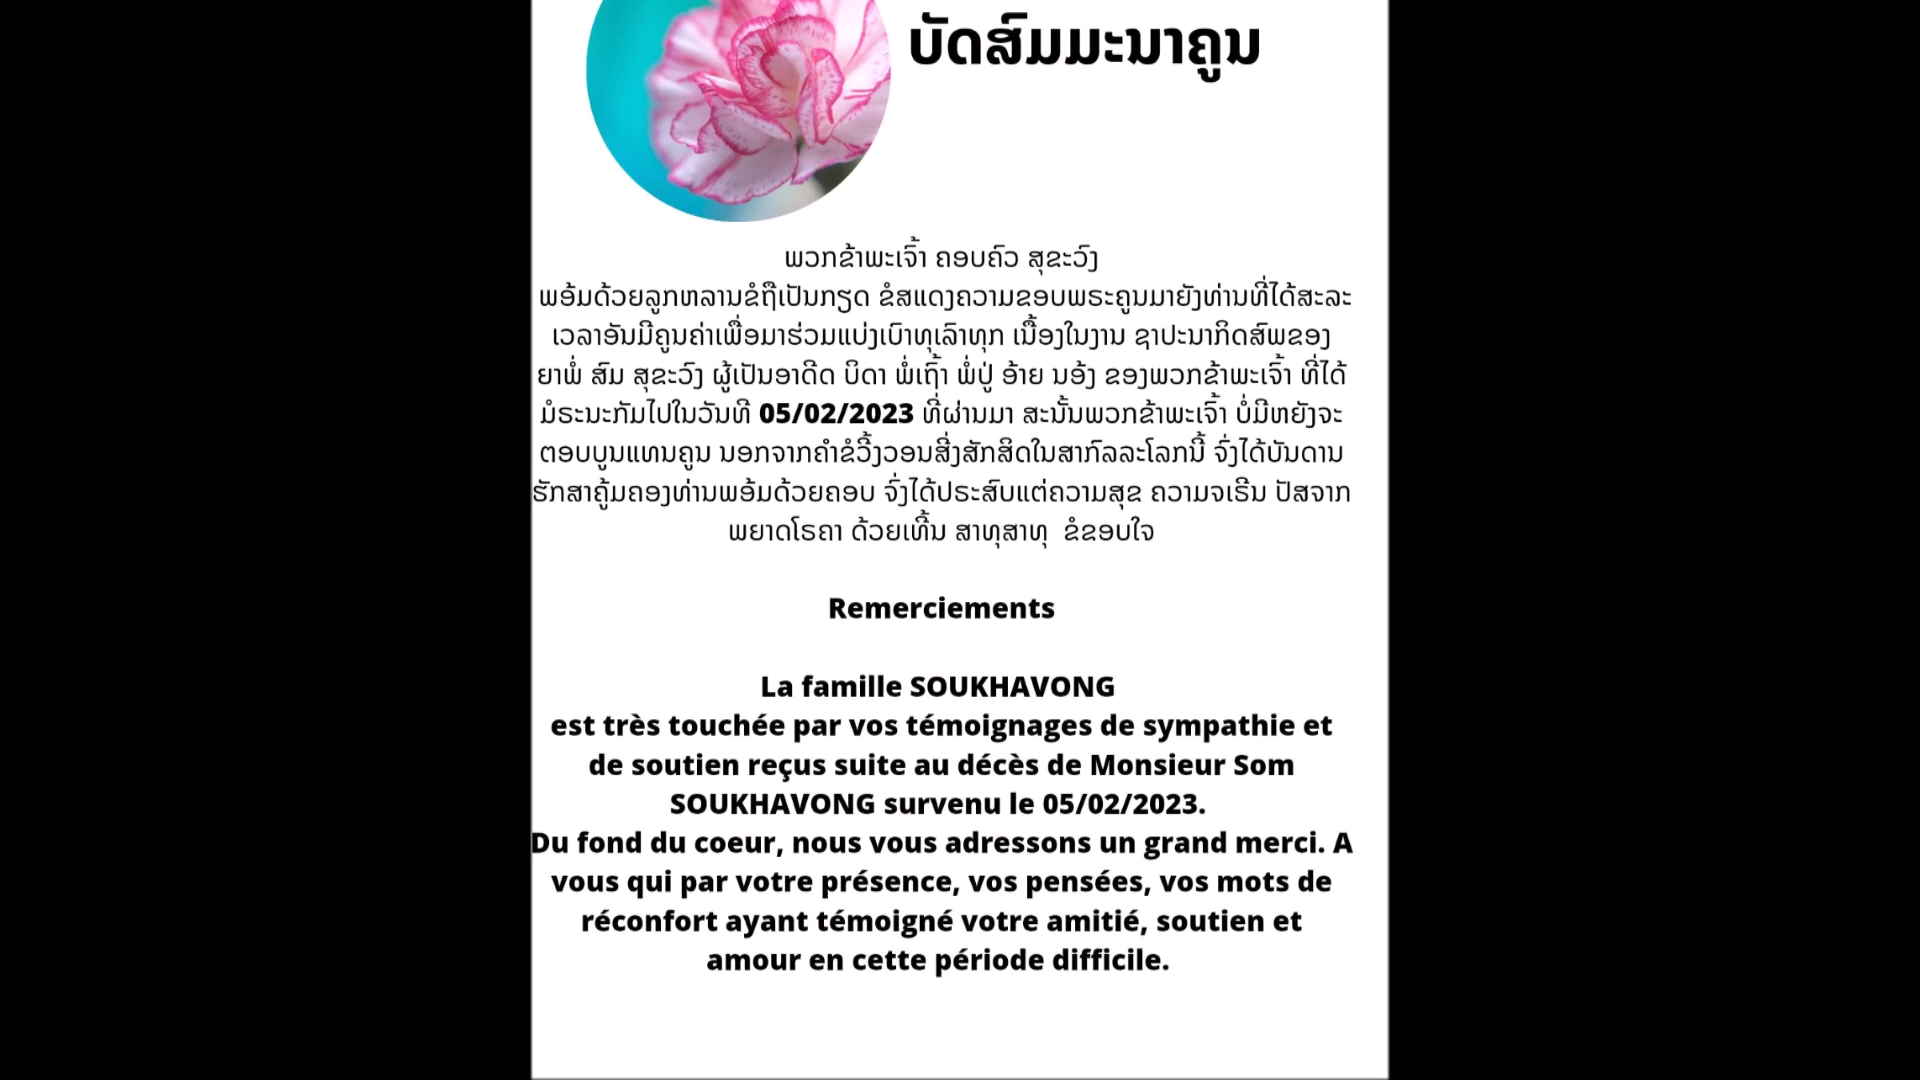 ບັດສົມມະນາຄູນ
ພວກຂ້າພະເຈົ້າ ຄອບຄົວ ສຸຂະວົງ
ພອ້ມດ້ວຍລູກຫລານຂໍຖືເປັນກຽດ ຂໍສແດງຄວາມຂອບພຣະຄູນມາຍັງທ່ານທີ່ໄດ້ສະລະ
ເວລາອັນມີຄູນຄ່າເພື່ອມາຮ່ວມແບ່ງເບົາທຸເລົາທຸກ ເນື້ອງໃນງານ ຊາປະນາກິດສົພຂອງ
ຍາພໍ່ ສົມ ສຸຂະວົງ ຜູ້ເປັນອາດີດ ບິດາ ພໍ່ເຖົ້າ ພໍ່ປູ່ ອ້າຍ ນອ້ງ ຂອງພວກຂ້າພະເຈົ້າ ທີ່ໄດ້
ມໍຣະນະກັມໄປໃນວັນທີ 05/02/2023 ທີ່ຜ່ານມາ ສະນັ້ນພວກຂ້າພະເຈົ້າ ບໍ່ມີຫຍັງຈະ
ຕອບບູນແທນຄູນ ນອກຈາກຄຳຂໍວີ້ງວອນສີ່ງສັກສິດໃນສາກົລລະໂລກນີ້ ຈົ່ງໄດ້ບັນດານ
ຮັກສາຄູ້ມຄອງທ່ານພອ້ມດ້ວຍຄອບ ຈົ່ງໄດ້ປຣະສົບແຕ່ຄວາມສຸຂ ຄວາມຈເຣີນ ປັສຈາກ
ພຍາດໂຣຄາ ດ້ວຍເທີ້ນ ສາທຸສາທຸ ຂໍຂອບໃຈ
Remerciements
La famille SOUKHAVONG
est très touchée par vos témoignages de sympathie et
de soutien reçus suite au décès de Monsieur Som
SOUKHAVONG survenu le 05/02/2023.
Du fond du coeur, nous vous adressons un grand merci. A
vous qui par votre présence, vos pensées, vos mots de
réconfort ayant témoigné votre amitié, soutien et
amour en cette période difficile.